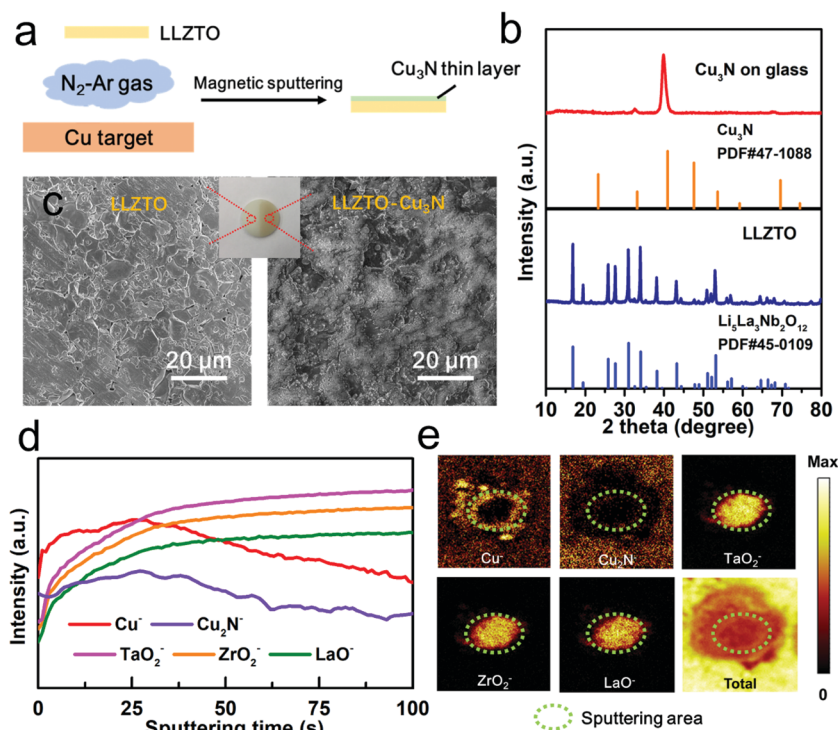 a
LLZTO
N₂-Ar gas
Magnetic sputtering
Cu₃N thin layer
Cu target
b
Intensity (a.u.)
Cu₃N on glass
Cu₃N
PDF#47-1088
LLZTO
Li₅La₃Nb₂O₁₂
PDF#45-0109
10 20 30 40 50 60 70 80
2 theta (degree)
c
LLZTO
20 μm
LLZTO-Cu₃N
20 μm
d
Intensity (a.u.)
Cu⁻ Cu₂N⁻
TaO₂⁻ ZrO₂⁻ LaO⁻
0 25 50 75 100
Sputtering time (s)
e
Cu⁻
Cu₂N⁻
TaO₂⁻
ZrO₂⁻
LaO⁻
Total
Max
0
Sputtering area